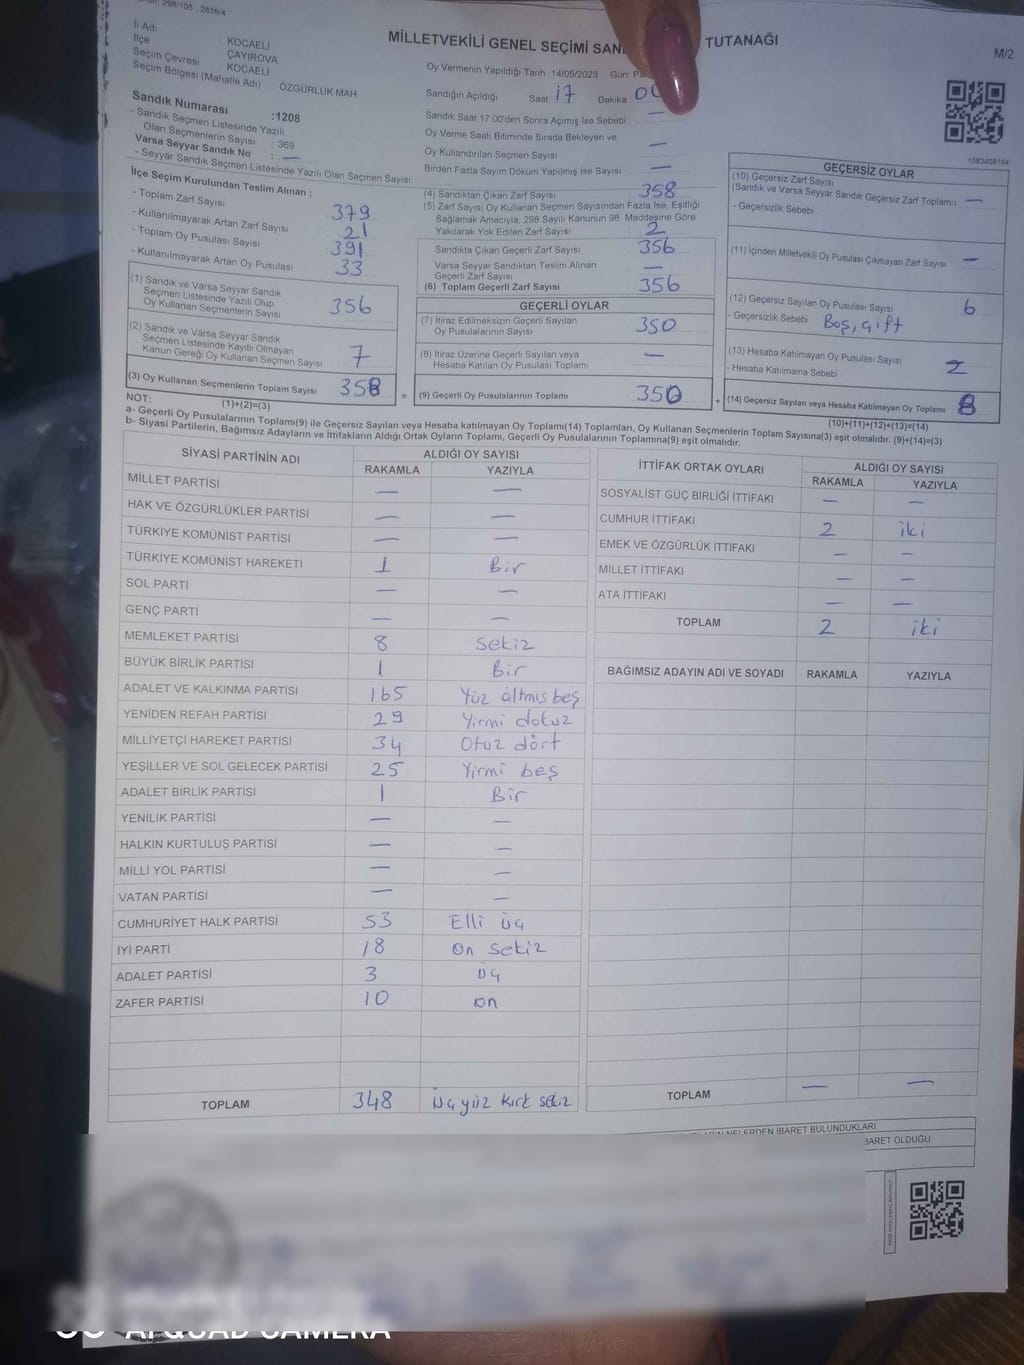 298/105 . 2839/4
MİLLETVEKİLİ GENEL SEÇİMİ TUTANAĞI
M/2
İl Adı KOCAELİ
İlçe ÇAYIROVA
Seçim Çevresi KOCAELİ
Seçim Bölgesi (Mahalle Adı) ÖZGÜRLÜK MAH.
Sandık Numarası :1208
- Sandık Seçmen Listesinde Yazılı
Olan Seçmenlerin Sayısı : 369
Varsa Seyyar Sandık No : —
- Seyyar Sandık Seçmen Listesinde Yazılı Olan Seçmen Sayısı:
İlçe Seçim Kurulundan Teslim Alınan ;
- Toplam Zarf Sayısı 379
- Kullanılmayarak Artan Zarf Sayısı 21
- Toplam Oy Pusulası Sayısı 391
- Kullanılmayarak Artan Oy Pusulası 33
(1) Sandık ve Varsa Seyyar Sandık
Seçmen Listesinde Yazılı Olup
Oy Kullanan Seçmenlerin Sayısı 356
(2) Sandık ve Varsa Seyyar Sandık
Seçmen Listesinde Kayıtlı Olmayan
Kanun Gereği Oy Kullanan Seçmen Sayısı 7
(3) Oy Kullanan Seçmenlerin Toplam Sayısı 358
(1)+(2)=(3)
Oy Vermenin Yapıldığı Tarih :14/05/2023 Gün:
Sandığın Açıldığı Saat: 17 Dakika
Sandık Saat 17 00'den Sonra Açımış İse Sebebi : —
Oy Verme Saati Bitiminde Sırada Bekleyen ve
Oy Kullandırılan Seçmen Sayısı —
Birden Fazla Sayım Döküm Yapılmış İse Sayısı : —
(4) Sandıktan Çıkan Zarf Sayısı 358
(5) Zarf Sayısı Oy Kullanan Seçmen Sayısından Fazla İse, Eşitliği
Sağlamak Amacıyla, 298 Sayılı Kanunun 98. Maddesine Göre
Yakılarak Yok Edilen Zarf Sayısı 2
Sandıkta Çıkan Geçerli Zarf Sayısı 356
Varsa Seyyar Sandıktan Teslim Alınan
Geçerli Zarf Sayısı —
(6) Toplam Geçerli Zarf Sayısı 356
GEÇERLİ OYLAR
(7) İtiraz Edilmeksizin Geçerli Sayılan
Oy Pusulalarının Sayısı 350
(8) İtiraz Üzerine Geçerli Sayılan veya
Hesaba Katılan Oy Pusulası Toplamı —
= (9) Geçerli Oy Pusulalarının Toplamı 350 +
1083808194
GEÇERSİZ OYLAR
(10) Geçersiz Zarf Sayısı
(Sandık ve Varsa Seyyar Sandık Geçersiz Zarf Toplamı) —
- Geçersizlik Sebebi
(11) İçinden Milletvekili Oy Pusulası Çıkmayan Zarf Sayısı —
(12) Geçersiz Sayılan Oy Pusulası Sayısı 6
- Geçersizlik Sebebi Boş, çift
(13) Hesaba Katılmayan Oy Pusulası Sayısı 2
- Hesaba Katılmama Sebebi
(14) Geçersiz Sayılan veya Hesaba Katılmayan Oy Toplamı 8
(10)+(11)+(12)+(13)=(14)
NOT:
a- Geçerli Oy Pusulalarının Toplamı(9) ile Geçersiz Sayılan veya Hesaba katılmayan Oy Toplamı(14) Toplamları, Oy Kullanan Seçmenlerin Toplam Sayısına(3) eşit olmalıdır. (9)+(14)=(3)
b- Siyasi Partilerin, Bağımsız Adayların ve İttifakların Aldığı Ortak Oyların Toplamı, Geçerli Oy Pusulalarının Toplamına(9) eşit olmalıdır.
SİYASİ PARTİNİN ADI ALDIĞI OY SAYISI
RAKAMLA YAZIYLA
MİLLET PARTİSİ — —
HAK VE ÖZGÜRLÜKLER PARTİSİ — —
TÜRKİYE KOMÜNİST PARTİSİ — —
TÜRKİYE KOMÜNİST HAREKETİ 1 Bir
SOL PARTİ — —
GENÇ PARTİ — —
MEMLEKET PARTİSİ 8 Sekiz
BÜYÜK BİRLİK PARTİSİ 1 Bir
ADALET VE KALKINMA PARTİSİ 165 Yüz altmış beş
YENİDEN REFAH PARTİSİ 29 Yirmi dokuz
MİLLİYETÇİ HAREKET PARTİSİ 34 Otuz dört
YEŞİLLER VE SOL GELECEK PARTİSİ 25 Yirmi beş
ADALET BİRLİK PARTİSİ 1 Bir
YENİLİK PARTİSİ — —
HALKIN KURTULUŞ PARTİSİ — —
MİLLİ YOL PARTİSİ — —
VATAN PARTİSİ — —
CUMHURİYET HALK PARTİSİ 53 Elli üç
İYİ PARTİ 18 On sekiz
ADALET PARTİSİ 3 üç
ZAFER PARTİSİ 10 on
TOPLAM 348 Üçyüz kırk sekiz
İTTİFAK ORTAK OYLARI ALDIĞI OY SAYISI
RAKAMLA YAZIYLA
SOSYALİST GÜÇ BİRLİĞİ İTTİFAKI — —
CUMHUR İTTİFAKI 2 iki
EMEK VE ÖZGÜRLÜK İTTİFAKI — —
MİLLET İTTİFAKI — —
ATA İTTİFAKI — —
TOPLAM 2 iki
BAĞIMSIZ ADAYIN ADI VE SOYADI RAKAMLA YAZIYLA
TOPLAM — —
NELERDEN İBARET BULUNDUKLARI
İBARET OLDUĞU
QUAD CAMERA